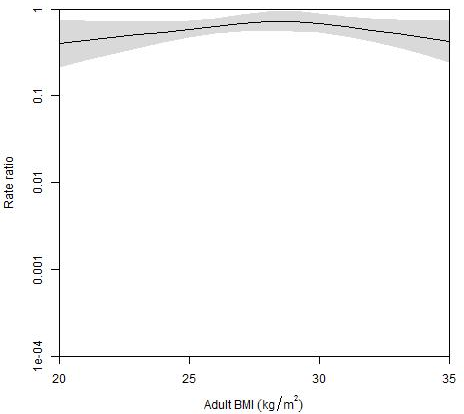 1
0.1
0.01
0.001
1e-04
Rate ratio
20 25 30 35
Adult BMI (kg/m²)